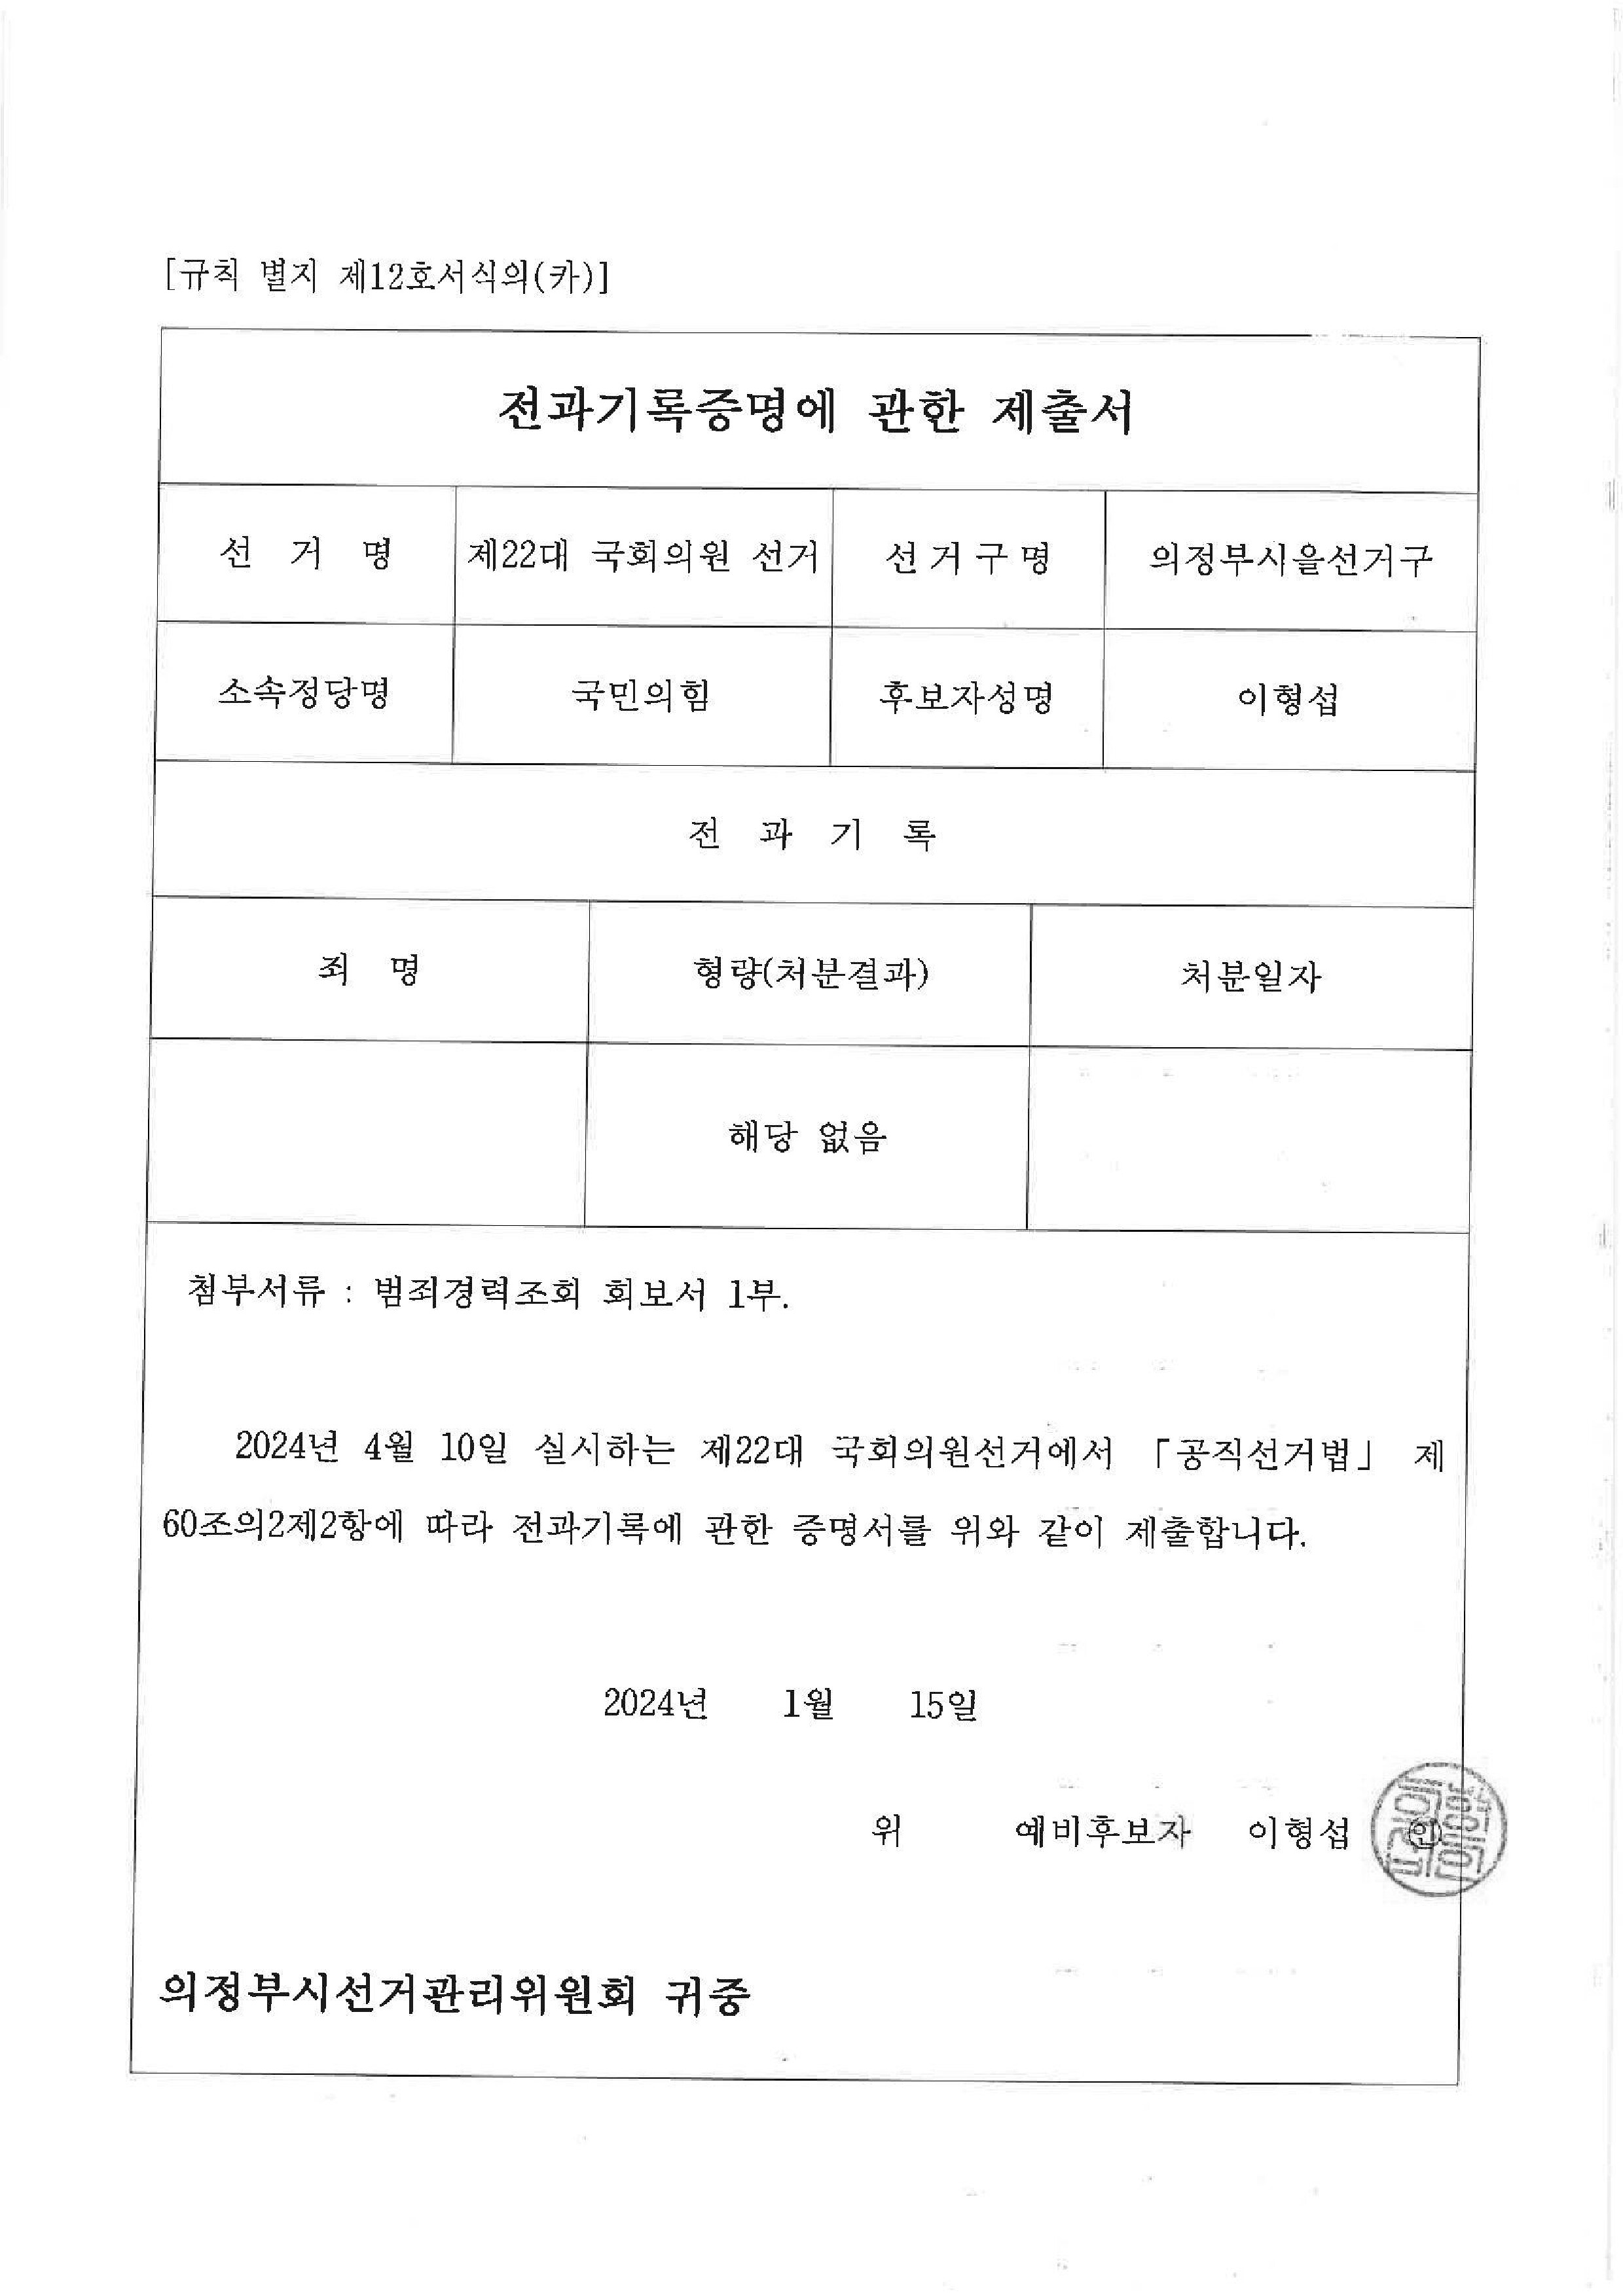 [규칙 별지 제12호서식의(카)]
전과기록증명에 관한 제출서
선 거 명 제22대 국회의원 선거 선거구명 의정부시을선거구
소속정당명 국민의힘 후보자성명 이형섭
전 과 기 록
죄 명 형량(처분결과) 처분일자
해당 없음
첨부서류 : 범죄경력조회 회보서 1부.
2024년 4월 10일 실시하는 제22대 국회의원선거에서 「공직선거법」 제
60조의2제2항에 따라 전과기록에 관한 증명서를 위와 같이 제출합니다.
2024년 1월 15일
위 예비후보자 이형섭 ㊞
의정부시선거관리위원회 귀중